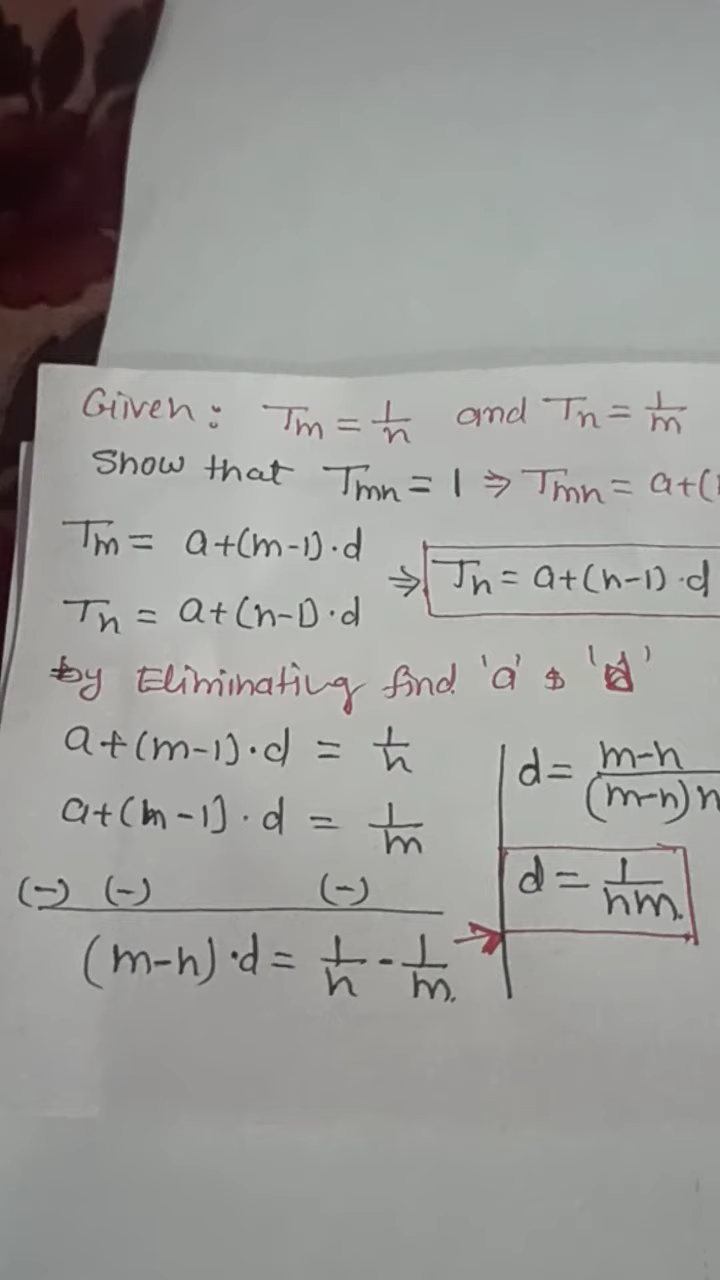 Given: Tm = 1/n and Tn = 1/m
Show that Tmn = 1 ⇒ Tmn = a+(
Tm = a+(m-1)·d
⇒ Tn = a+(n-1)·d
Tn = a+(n-1)·d
by Eliminating find 'a' & 'd'
a+(m-1)·d = 1/n
a+(n-1)·d = 1/m
(-) (-) (-)
(m-n)·d = 1/n - 1/m.
d = m-n/(m-n)n
d = 1/nm.